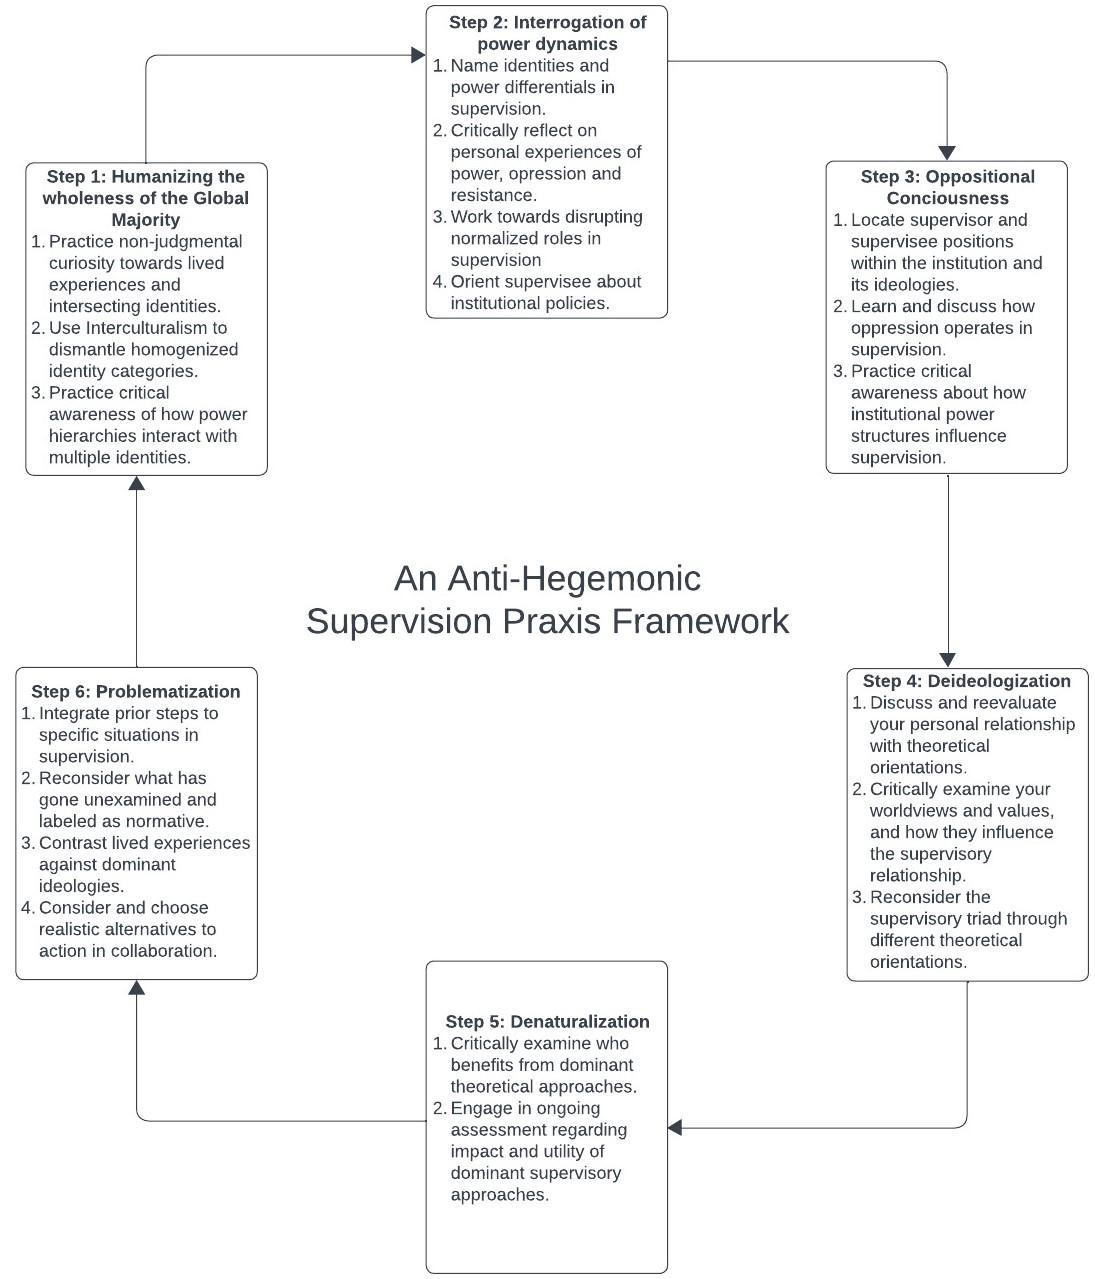 Step 2: Interrogation of
power dynamics
1. Name identities and
power differentials in
supervision.
2. Critically reflect on
personal experiences of
power, opression and
resistance.
3. Work towards disrupting
normalized roles in
supervision
4. Orient supervisee about
institutional policies.
Step 1: Humanizing the
wholeness of the Global
Majority
1. Practice non-judgmental
curiosity towards lived
experiences and
intersecting identities.
2. Use Interculturalism to
dismantle homogenized
identity categories.
3. Practice critical
awareness of how power
hierarchies interact with
multiple identities.
Step 3: Oppositional
Conciousness
1. Locate supervisor and
supervisee positions
within the institution and
its ideologies.
2. Learn and discuss how
oppression operates in
supervision.
3. Practice critical
awareness about how
institutional power
structures influence
supervision.
An Anti-Hegemonic
Supervision Praxis Framework
Step 6: Problematization
1. Integrate prior steps to
specific situations in
supervision.
2. Reconsider what has
gone unexamined and
labeled as normative.
3. Contrast lived experiences
against dominant
ideologies.
4. Consider and choose
realistic alternatives to
action in collaboration.
Step 4: Deideologization
1. Discuss and reevaluate
your personal relationship
with theoretical
orientations.
2. Critically examine your
worldviews and values,
and how they influence
the supervisory
relationship.
3. Reconsider the
supervisory triad through
different theoretical
orientations.
Step 5: Denaturalization
1. Critically examine who
benefits from dominant
theoretical approaches.
2. Engage in ongoing
assessment regarding
impact and utility of
dominant supervisory
approaches.